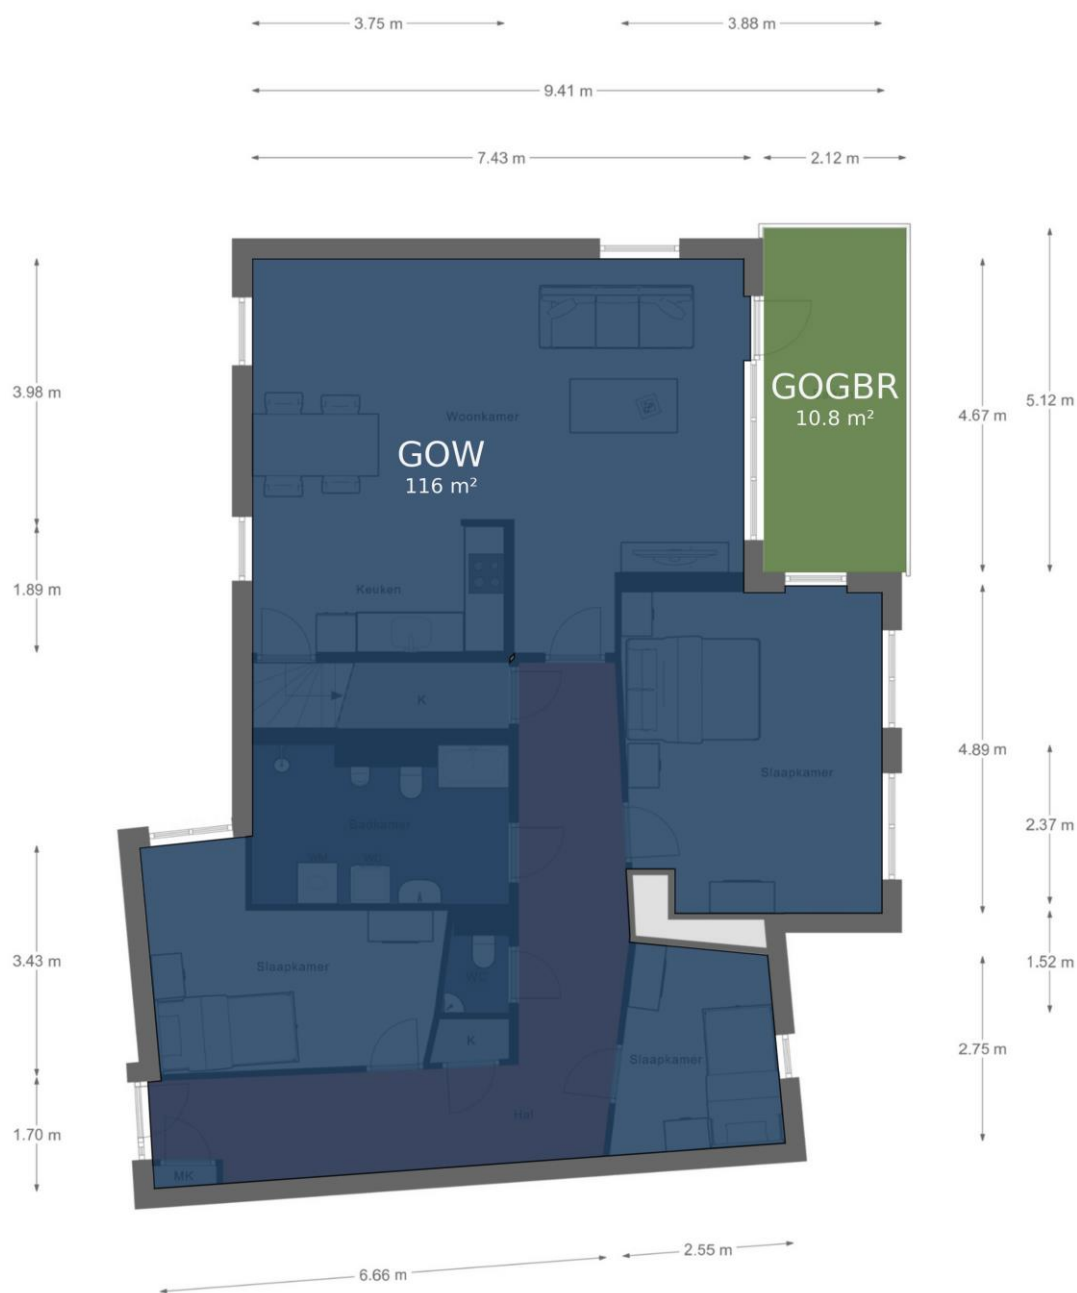 3.75 m
3.88 m
9.41 m
7.43 m
2.12 m
3.98 m
1.89 m
3.43 m
1.70 m
Woonkamer
GOW
116 m²
GOGBR
10.8 m²
Keuken
K
Slaapkamer
Badkamer
Slaapkamer
WC
K
Slaapkamer
Hal
MK
4.67 m
5.12 m
4.89 m
2.37 m
1.52 m
2.75 m
6.66 m
2.55 m